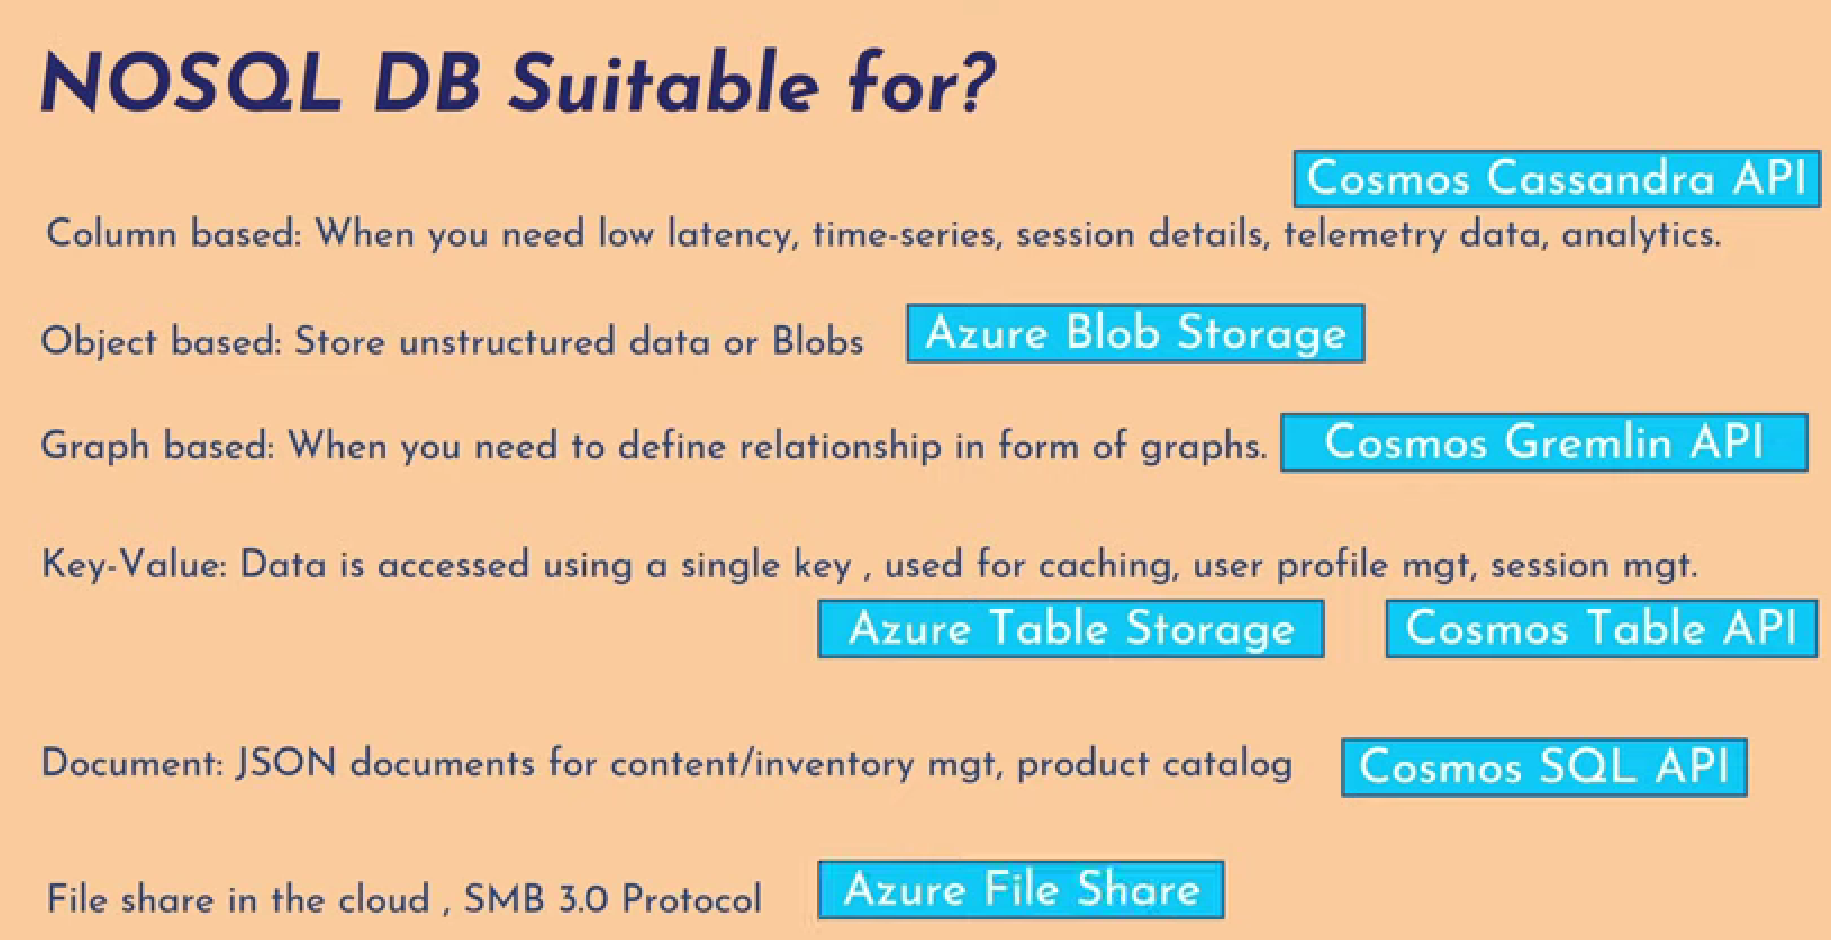 NOSQL DB Suitable for?
Cosmos Cassandra API
Column based: When you need low latency, time-series, session details, telemetry data, analytics.
Object based: Store unstructured data or Blobs
Azure Blob Storage
Graph based: When you need to define relationship in form of graphs.
Cosmos Gremlin API
Key-Value: Data is accessed using a single key , used for caching, user profile mgt, session mgt.
Azure Table Storage
Cosmos Table API
Document: JSON documents for content/inventory mgt, product catalog
Cosmos SQL API
File share in the cloud , SMB 3.0 Protocol
Azure File Share